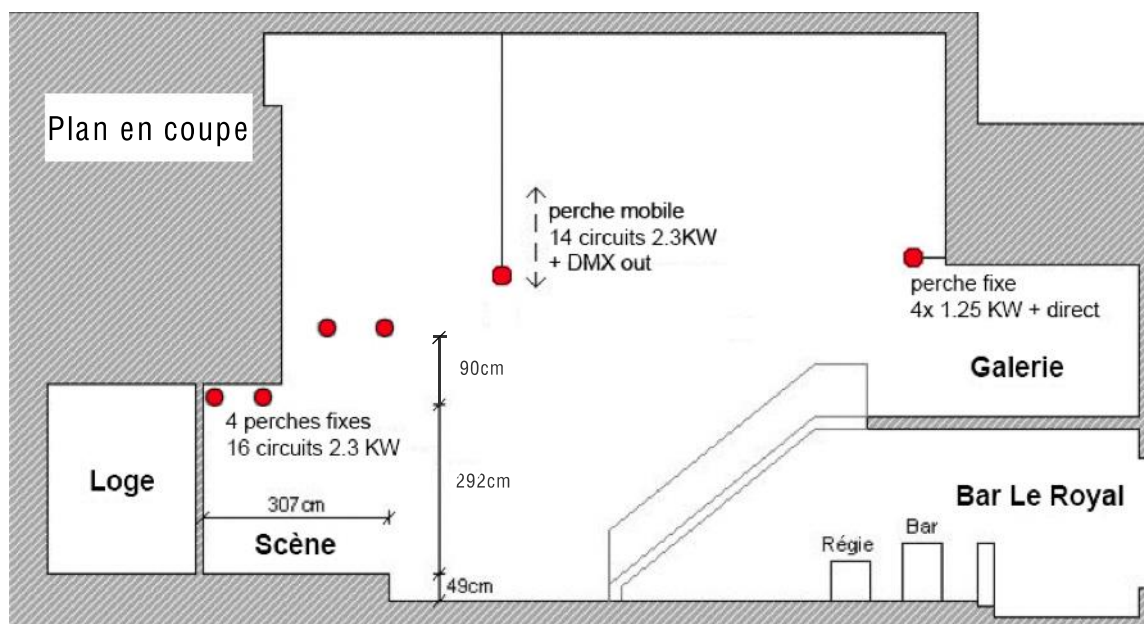 Plan en coupe
perche mobile
14 circuits 2.3KW
+ DMX out
perche fixe
4x 1.25 KW + direct
90cm
Galerie
4 perches fixes
16 circuits 2.3 KW
Loge
292cm
307cm
Bar Le Royal
Scène
Régie
Bar
49cm